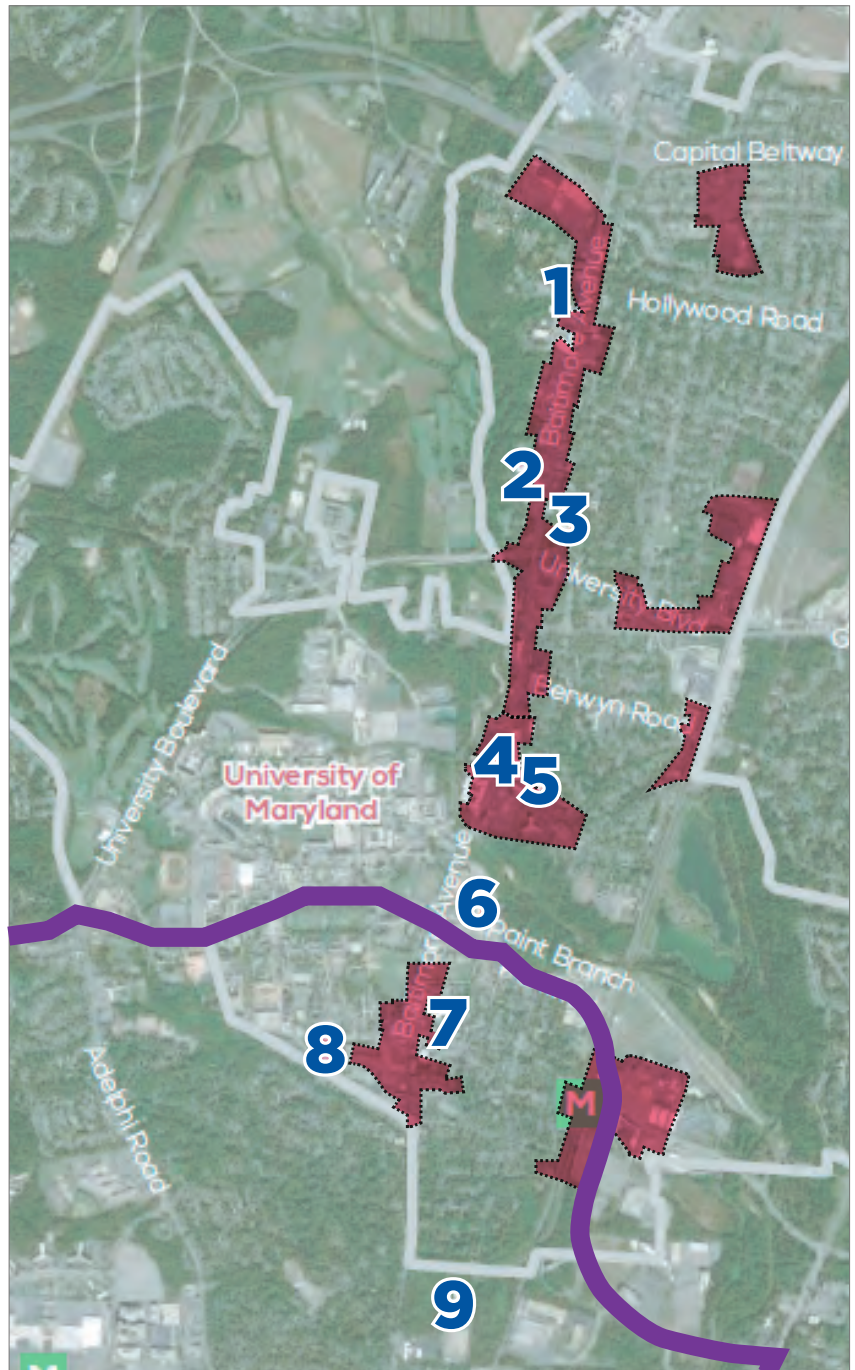 Capital Beltway
1
Avenue
Hollywood Road
Baltimore
2
3
University Blvd
G
University Boulevard
Berwyn Road
4
5
University of
Maryland
Avenue
6
Paint Branch
7
8
M
Adelphi Road
9
M